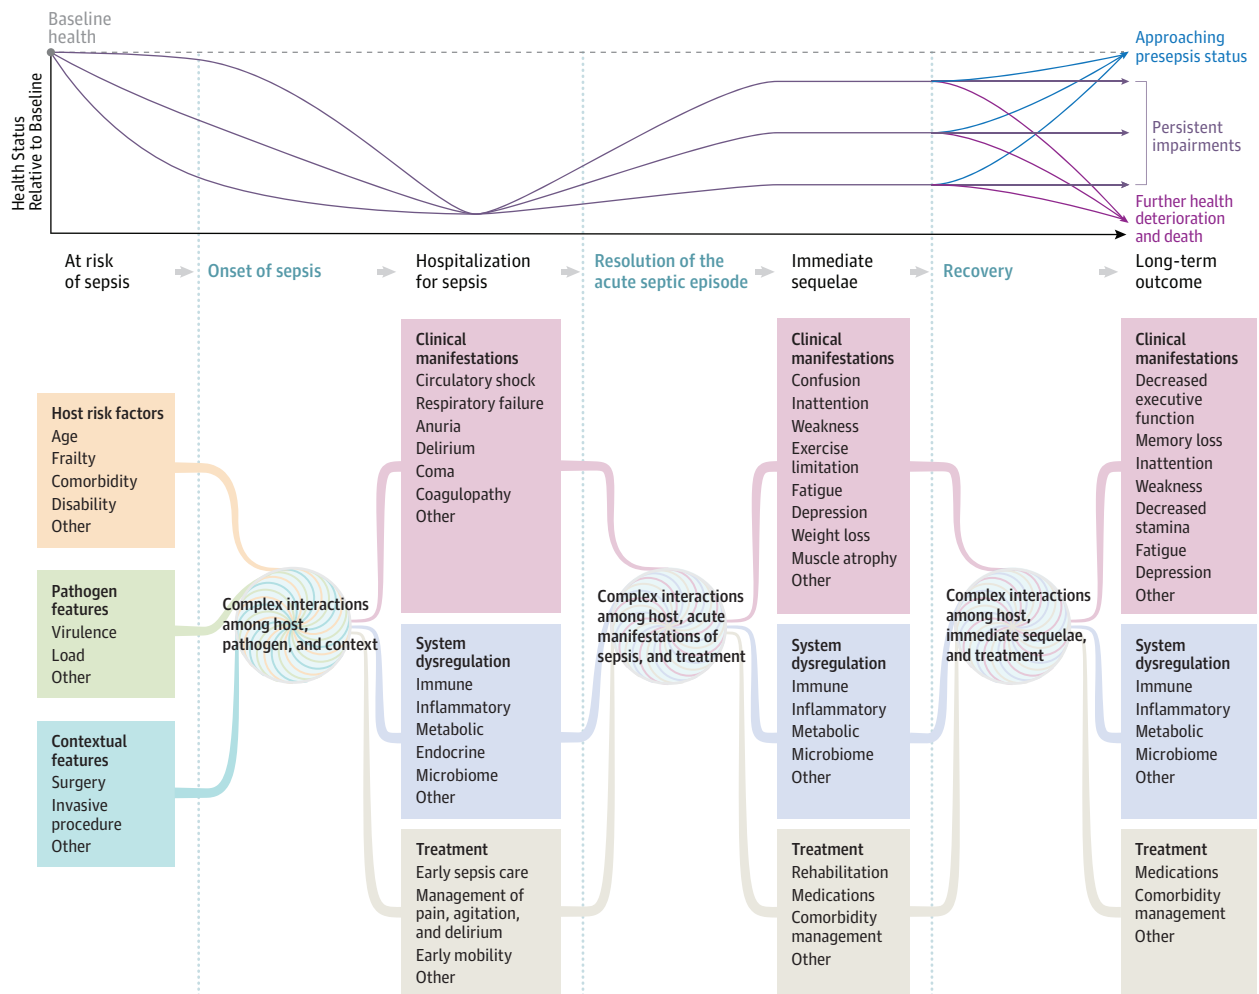 Baseline
health
Health Status
Relative to Baseline
Approaching
presepsis status
Persistent
impairments
Further health
deterioration
and death
At risk
of sepsis
Onset of sepsis
Hospitalization
for sepsis
Resolution of the
acute septic episode
Immediate
sequelae
Recovery
Long-term
outcome
Host risk factors
Age
Frailty
Comorbidity
Disability
Other
Pathogen
features
Virulence
Load
Other
Contextual
features
Surgery
Invasive
procedure
Other
Complex interactions
among host,
pathogen, and context
Clinical
manifestations
Circulatory shock
Respiratory failure
Anuria
Delirium
Coma
Coagulopathy
Other
System
dysregulation
Immune
Inflammatory
Metabolic
Endocrine
Microbiome
Other
Treatment
Early sepsis care
Management of
pain, agitation,
and delirium
Early mobility
Other
Complex interactions
among host, acute
manifestations of
sepsis, and treatment
Clinical
manifestations
Confusion
Inattention
Weakness
Exercise
limitation
Fatigue
Depression
Weight loss
Muscle atrophy
Other
System
dysregulation
Immune
Inflammatory
Metabolic
Microbiome
Other
Treatment
Rehabilitation
Medications
Comorbidity
management
Other
Complex interactions
among host,
immediate sequelae,
and treatment
Clinical
manifestations
Decreased
executive
function
Memory loss
Inattention
Weakness
Decreased
stamina
Fatigue
Depression
Other
System
dysregulation
Immune
Inflammatory
Metabolic
Microbiome
Other
Treatment
Medications
Comorbidity
management
Other